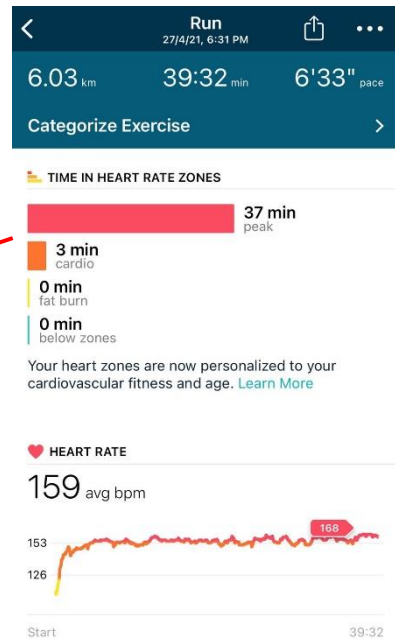 Run
27/4/21, 6:31 PM
6.03 km 39:32 min 6'33" pace
Categorize Exercise
TIME IN HEART RATE ZONES
37 min
peak
3 min
cardio
0 min
fat burn
0 min
below zones
Your heart zones are now personalized to your
cardiovascular fitness and age. Learn More
HEART RATE
159 avg bpm
168
153
126
Start 39:32